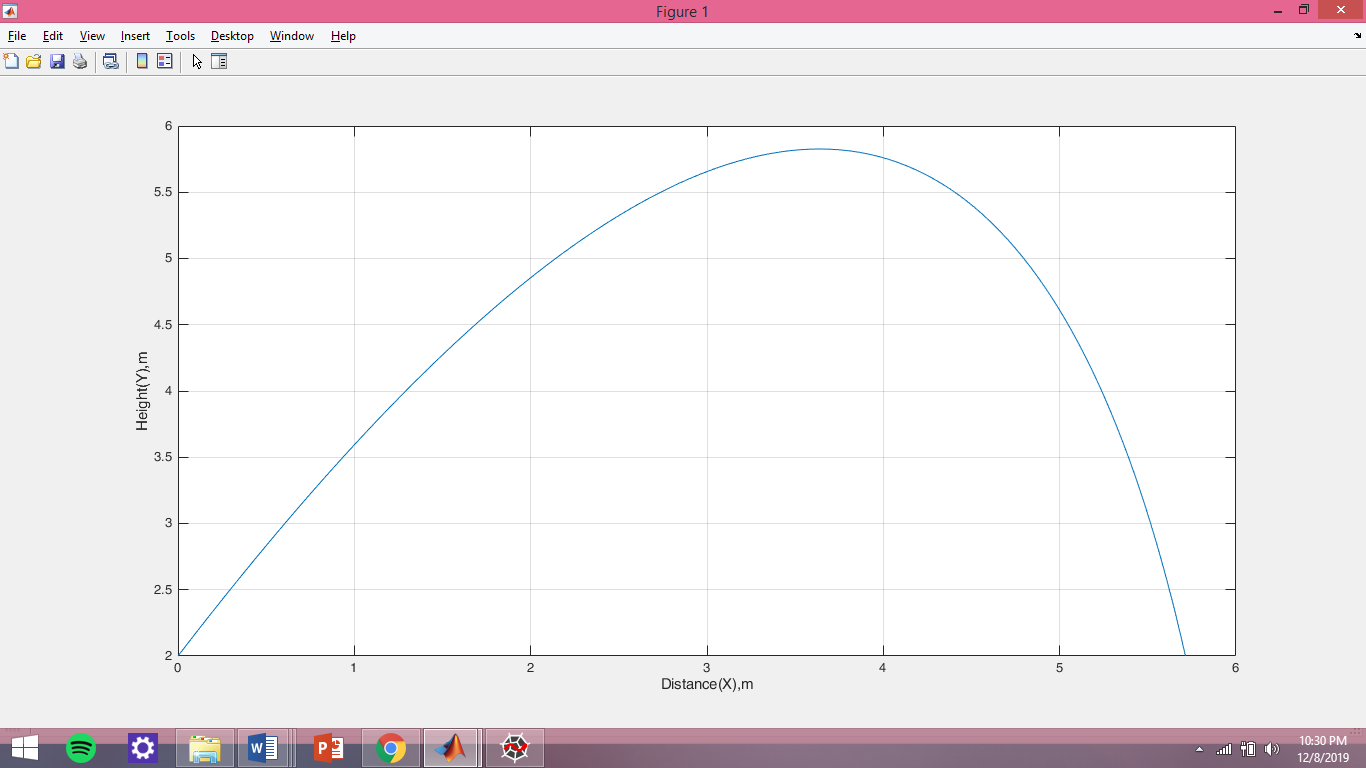 Figure 1
File Edit View Insert Tools Desktop Window Help
6
5.5
5
4.5
4
3.5
3
2.5
2
Height(Y),m
0 1 2 3 4 5 6
Distance(X),m
10:30 PM
12/8/2019